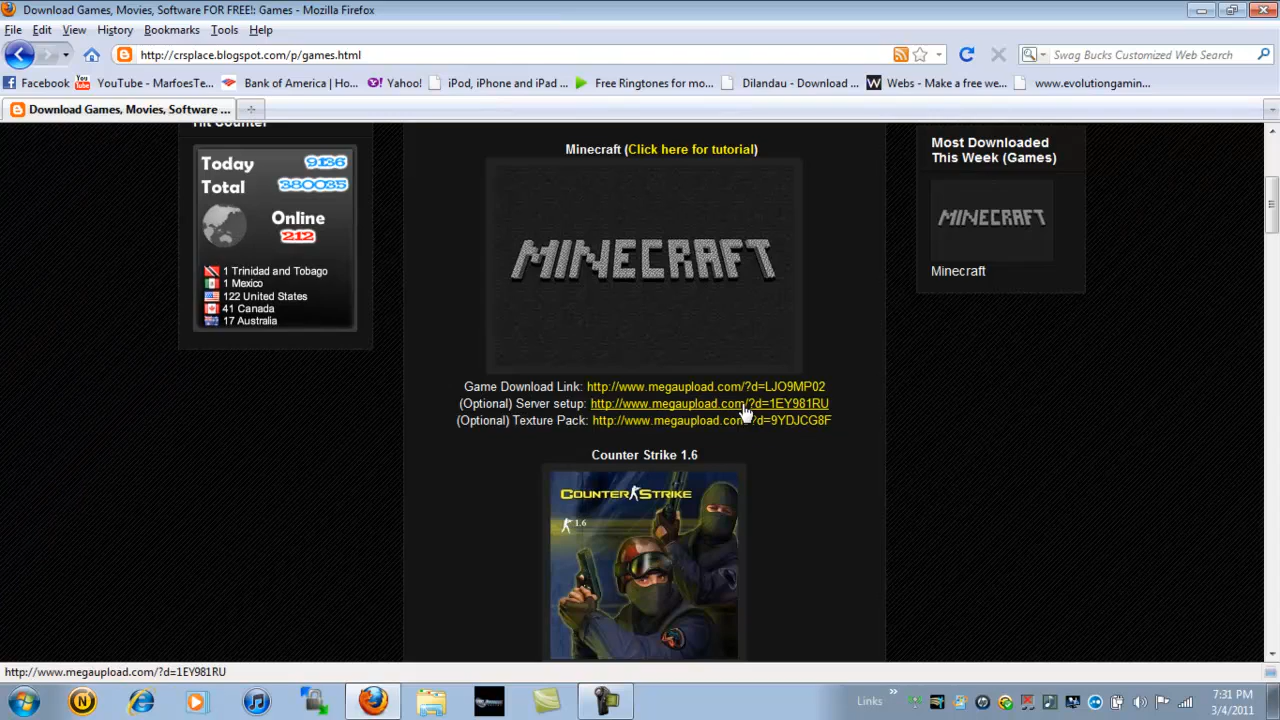 Download Games, Movies, Software FOR FREE!: Games - Mozilla Firefox
File Edit View History Bookmarks Tools Help
http://crsplace.blogspot.com/p/games.html
Swag Bucks Customized Web Search
Facebook
YouTube - MarfoesTe...
Bank of America | Ho...
Yahoo!
iPod, iPhone and iPad ...
Free Ringtones for mo...
Dilandau - Download ...
Webs - Make a free we...
www.evolutiongamin...
Download Games, Movies, Software ...
Hit Counter
Today 9136
Total 380035
Online
212
1 Trinidad and Tobago
1 Mexico
122 United States
41 Canada
17 Australia
Minecraft (Click here for tutorial)
MINECRAFT
Game Download Link: http://www.megaupload.com/?d=LJO9MP02
(Optional) Server setup: http://www.megaupload.com/?d=1EY981RU
(Optional) Texture Pack: http://www.megaupload.com/?d=9YDJCG8F
Counter Strike 1.6
COUNTER STRIKE
1.6
Most Downloaded
This Week (Games)
MINECRAFT
Minecraft
http://www.megaupload.com/?d=1EY981RU
Links
7:31 PM
3/4/2011